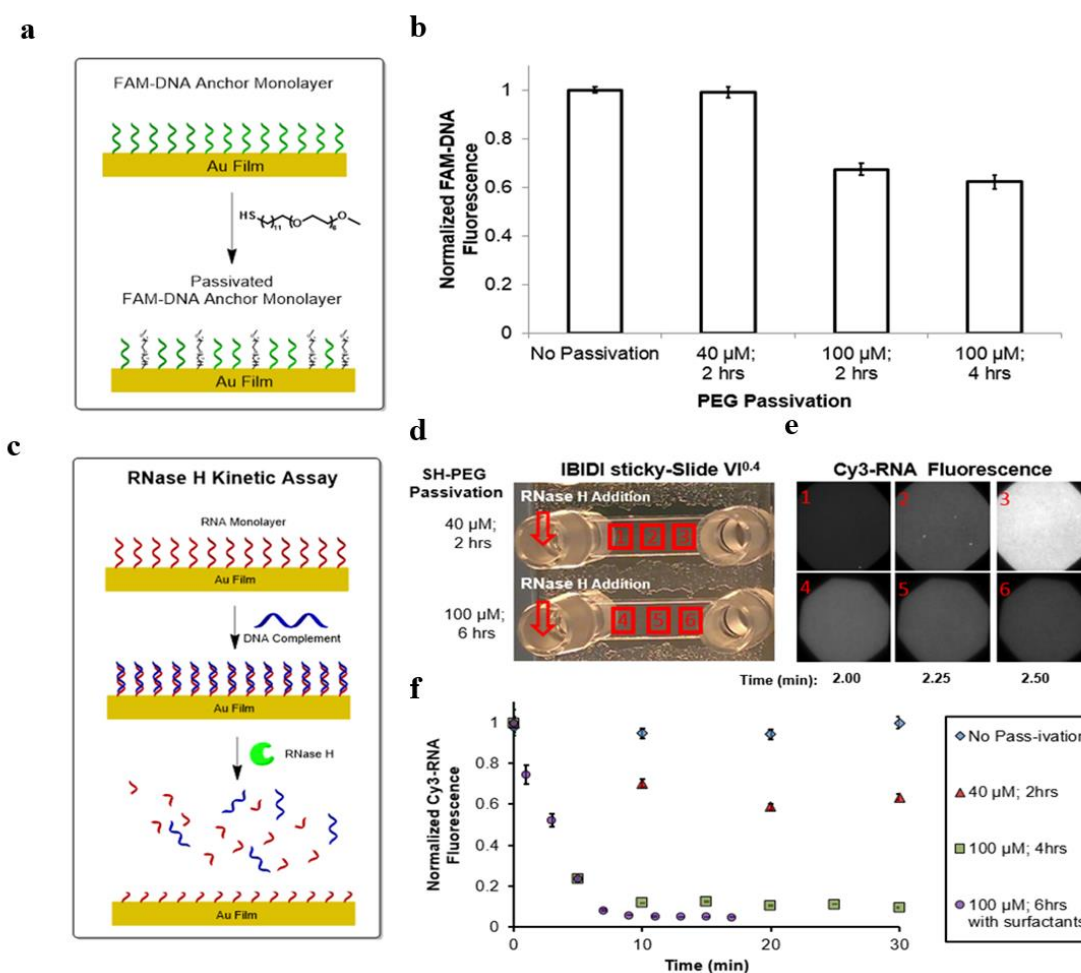 a
FAM-DNA Anchor Monolayer
Au Film
HS
11
O
6
O
Passivated
FAM-DNA Anchor Monolayer
Au Film
b
Normalized FAM-DNA
Fluorescence
1
0.8
0.6
0.4
0.2
0
No Passivation
40 µM;
2 hrs
100 µM;
2 hrs
100 µM;
4 hrs
PEG Passivation
c
RNase H Kinetic Assay
RNA Monolayer
Au Film
DNA Complement
Au Film
RNase H
Au Film
d
SH-PEG
Passivation
40 µM;
2 hrs
100 µM;
6 hrs
IBIDI sticky-Slide VI0.4
RNase H Addition
1 2 3
RNase H Addition
4 5 6
e
Cy3-RNA Fluorescence
1 2 3
4 5 6
Time (min): 2.00 2.25 2.50
f
Normalized Cy3-RNA
Fluorescence
1
0.8
0.6
0.4
0.2
0
0 10 20 30
Time (min)
No Pass-ivation
40 µM; 2hrs
100 µM; 4hrs
100 µM; 6hrs
with surfactants